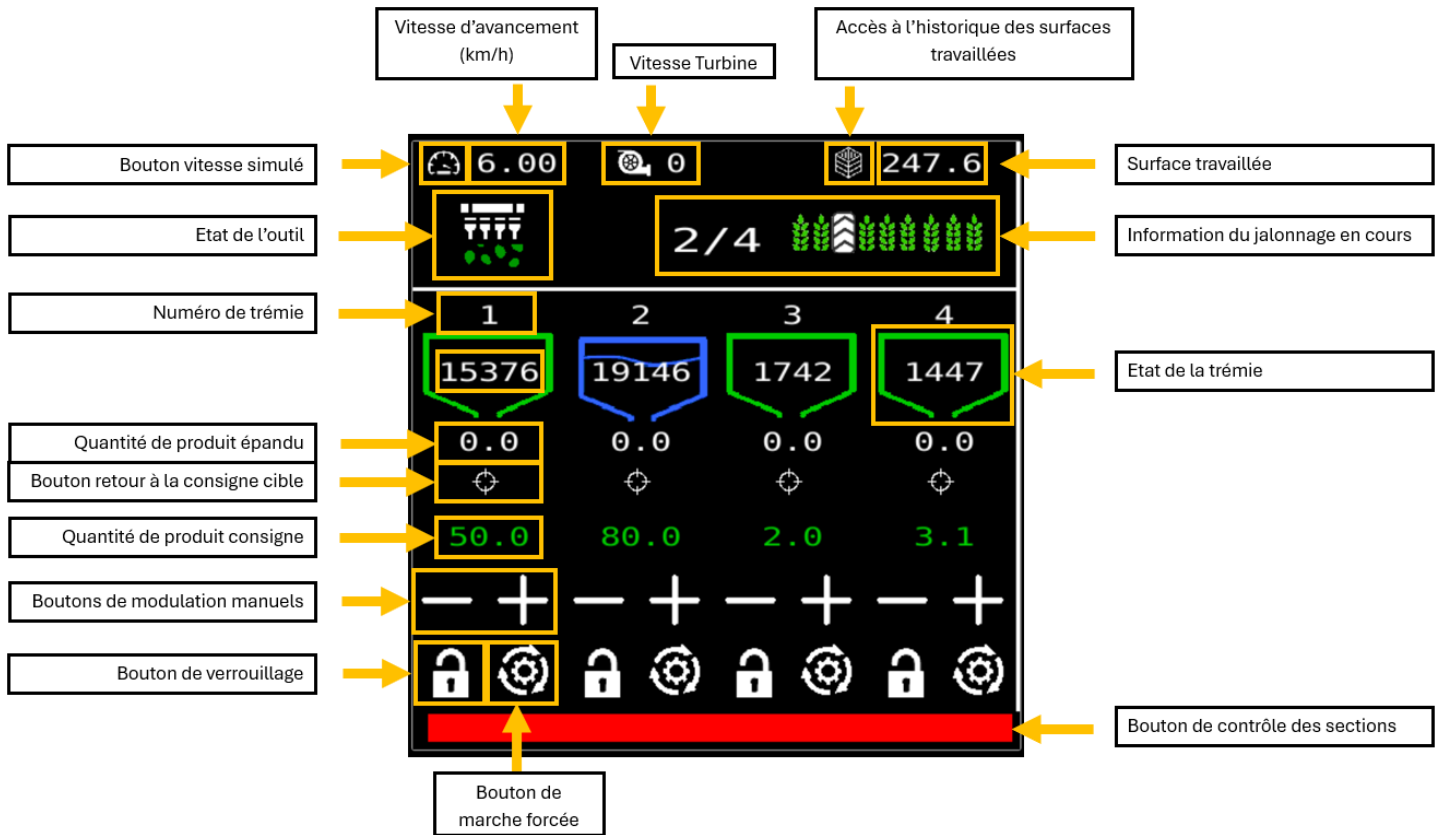 Vitesse d’avancement
(km/h)
Vitesse Turbine
Accès à l’historique des surfaces
travaillées
Bouton vitesse simulé
6.00
0
247.6
Surface travaillée
Etat de l’outil
2/4
Information du jalonnage en cours
Numéro de trémie
1
2
3
4
15376
19146
1742
1447
Etat de la trémie
Quantité de produit épandu
0.0
0.0
0.0
0.0
Bouton retour à la consigne cible
Quantité de produit consigne
50.0
80.0
2.0
3.1
Boutons de modulation manuels
− +
− +
− +
− +
Bouton de verrouillage
Bouton de contrôle des sections
Bouton de
marche forcée